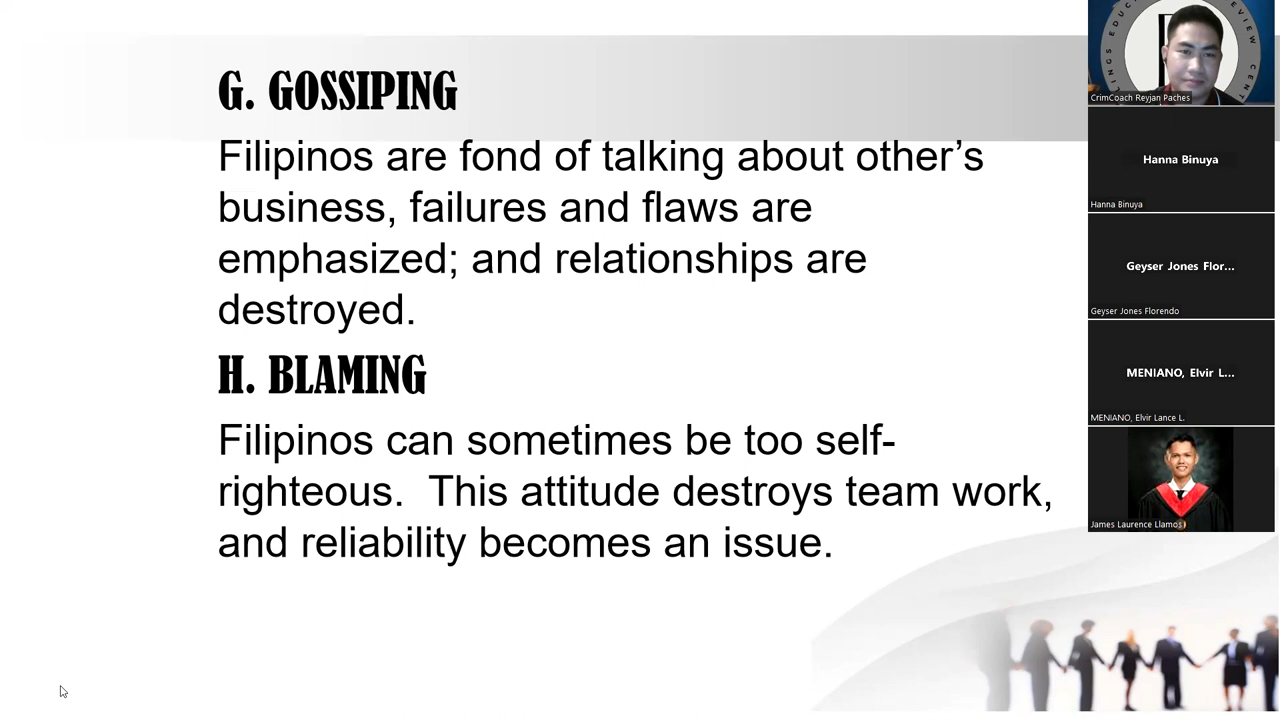 G. GOSSIPING
Filipinos are fond of talking about other’s
business, failures and flaws are
emphasized; and relationships are
destroyed.
H. BLAMING
Filipinos can sometimes be too self-
righteous.  This attitude destroys team work,
and reliability becomes an issue.
CrimCoach Reyjan Paches
Hanna Binuya
Hanna Binuya
Geyser Jones Flor...
Geyser Jones Florendo
MENIANO, Elvir L...
MENIANO, Elvir Lance L.
James Laurence Llamos